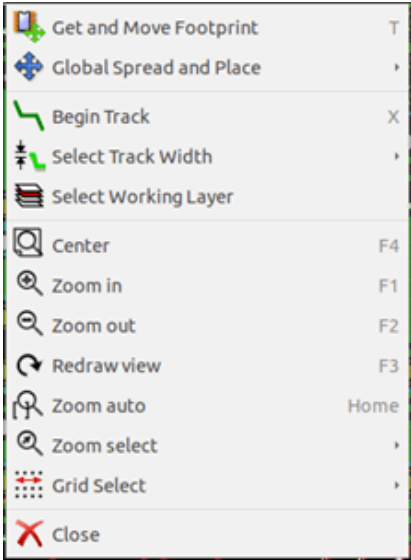 Get and Move Footprint T
Global Spread and Place
Begin Track X
Select Track Width
Select Working Layer
Center F4
Zoom in F1
Zoom out F2
Redraw view F3
Zoom auto Home
Zoom select
Grid Select
Close